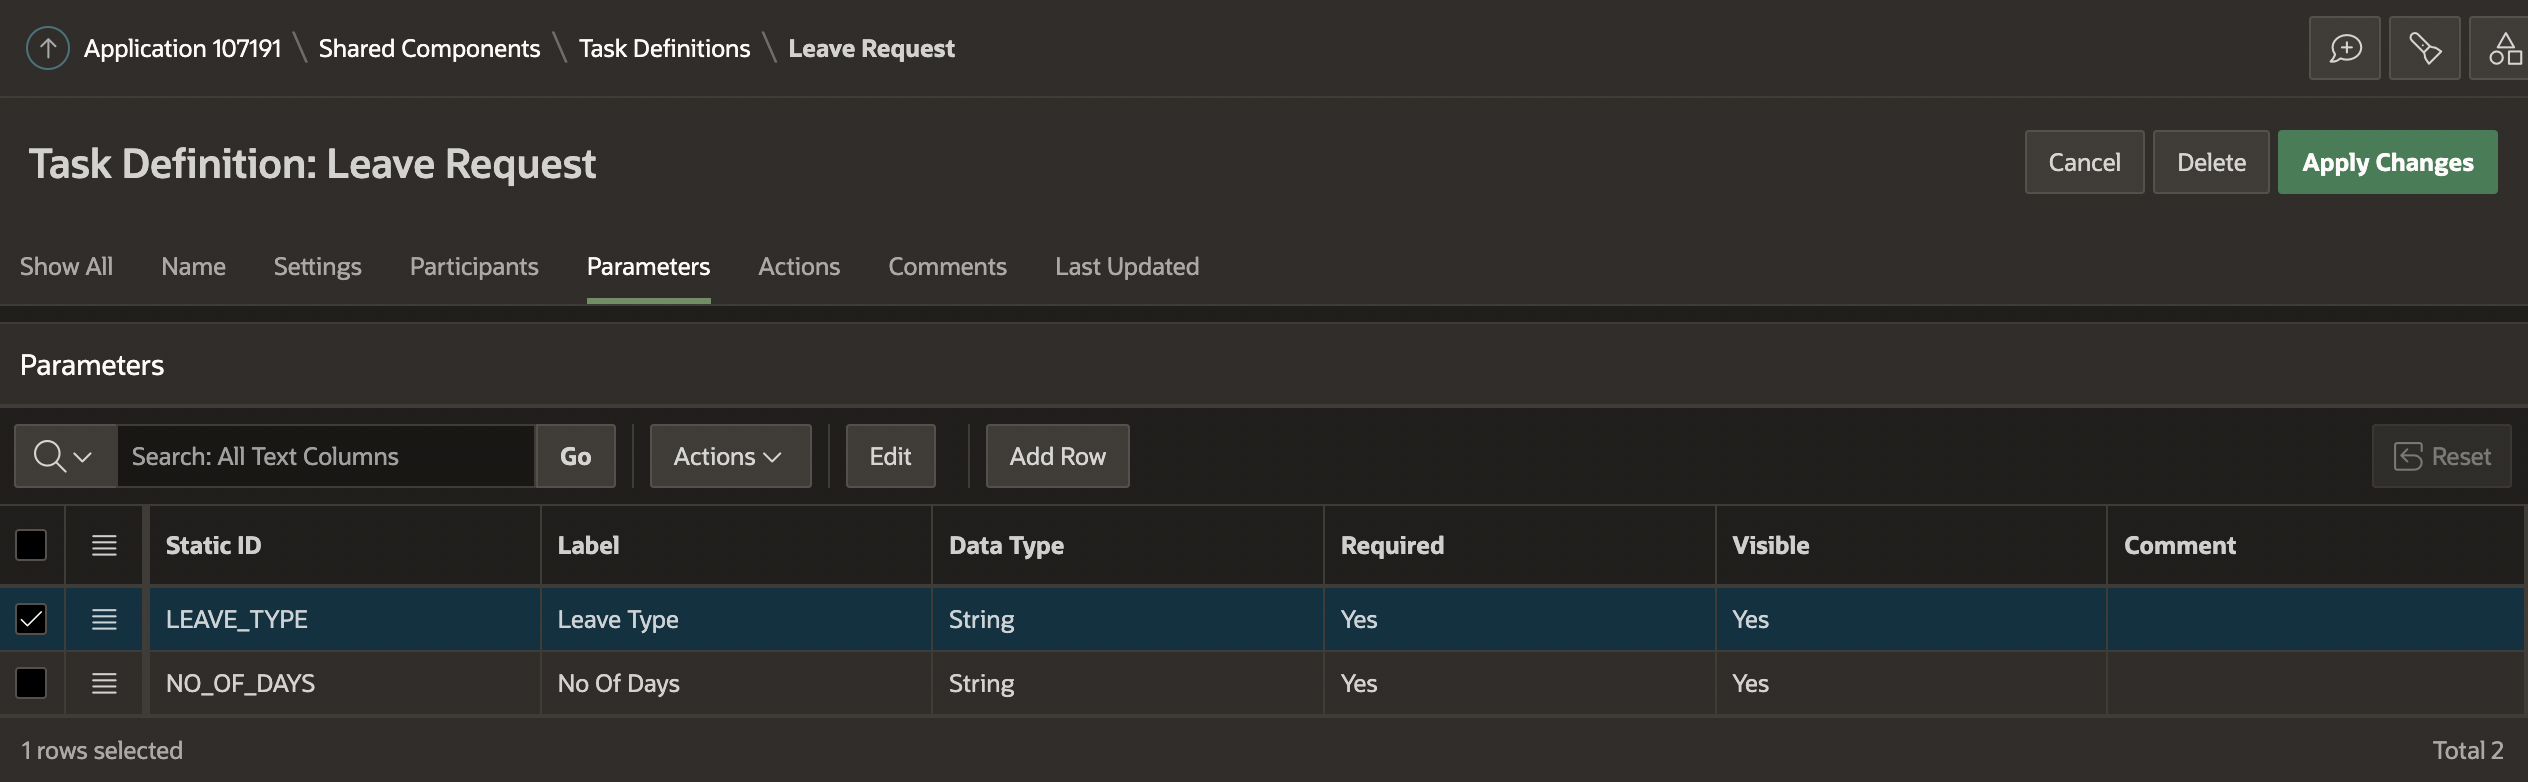 Application 107191 \ Shared Components \ Task Definitions \ Leave Request
Task Definition: Leave Request
Cancel Delete Apply Changes
Show All Name Settings Participants Parameters Actions Comments Last Updated
Parameters
Search: All Text Columns Go Actions Edit Add Row Reset
Static ID Label Data Type Required Visible Comment
LEAVE_TYPE Leave Type String Yes Yes
NO_OF_DAYS No Of Days String Yes Yes
1 rows selected Total 2